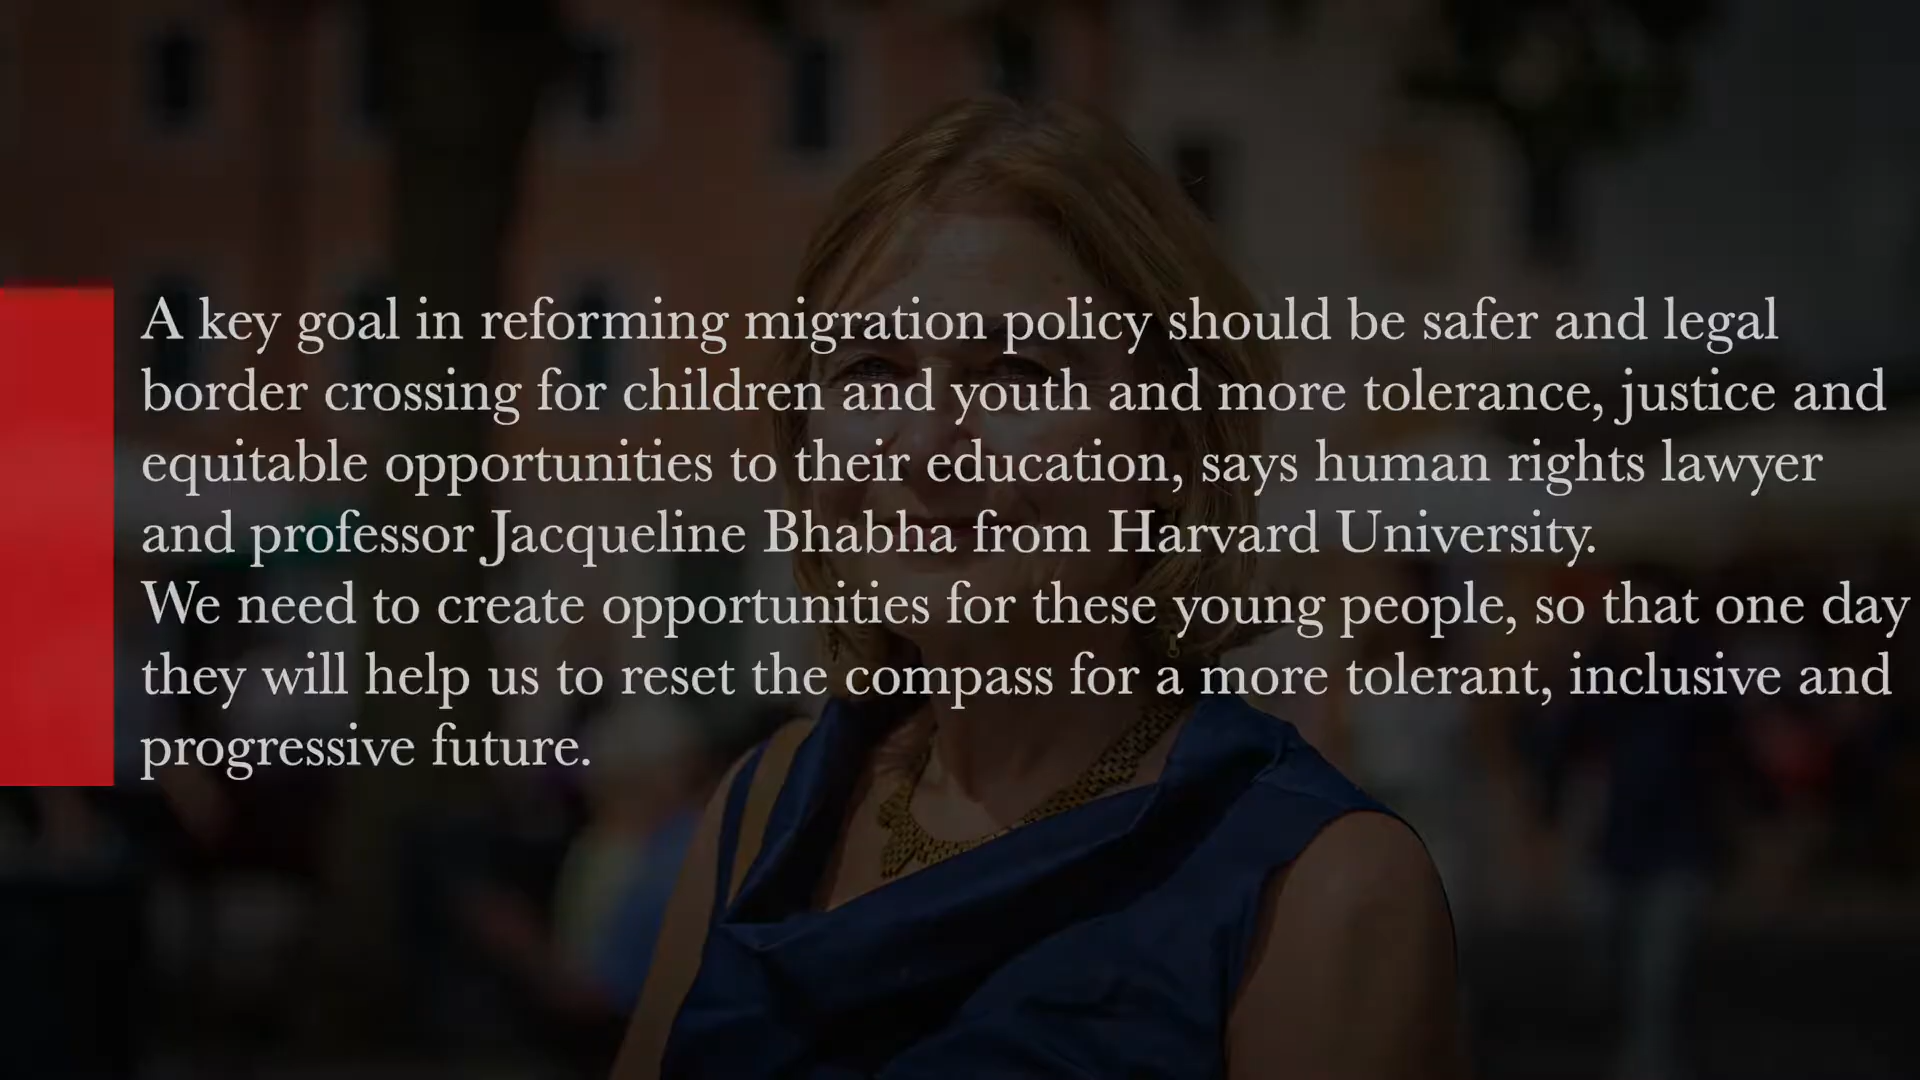 A key goal in reforming migration policy should be safer and legal
border crossing for children and youth and more tolerance, justice and
equitable opportunities to their education, says human rights lawyer
and professor Jacqueline Bhabha from Harvard University.
We need to create opportunities for these young people, so that one day
they will help us to reset the compass for a more tolerant, inclusive and
progressive future.